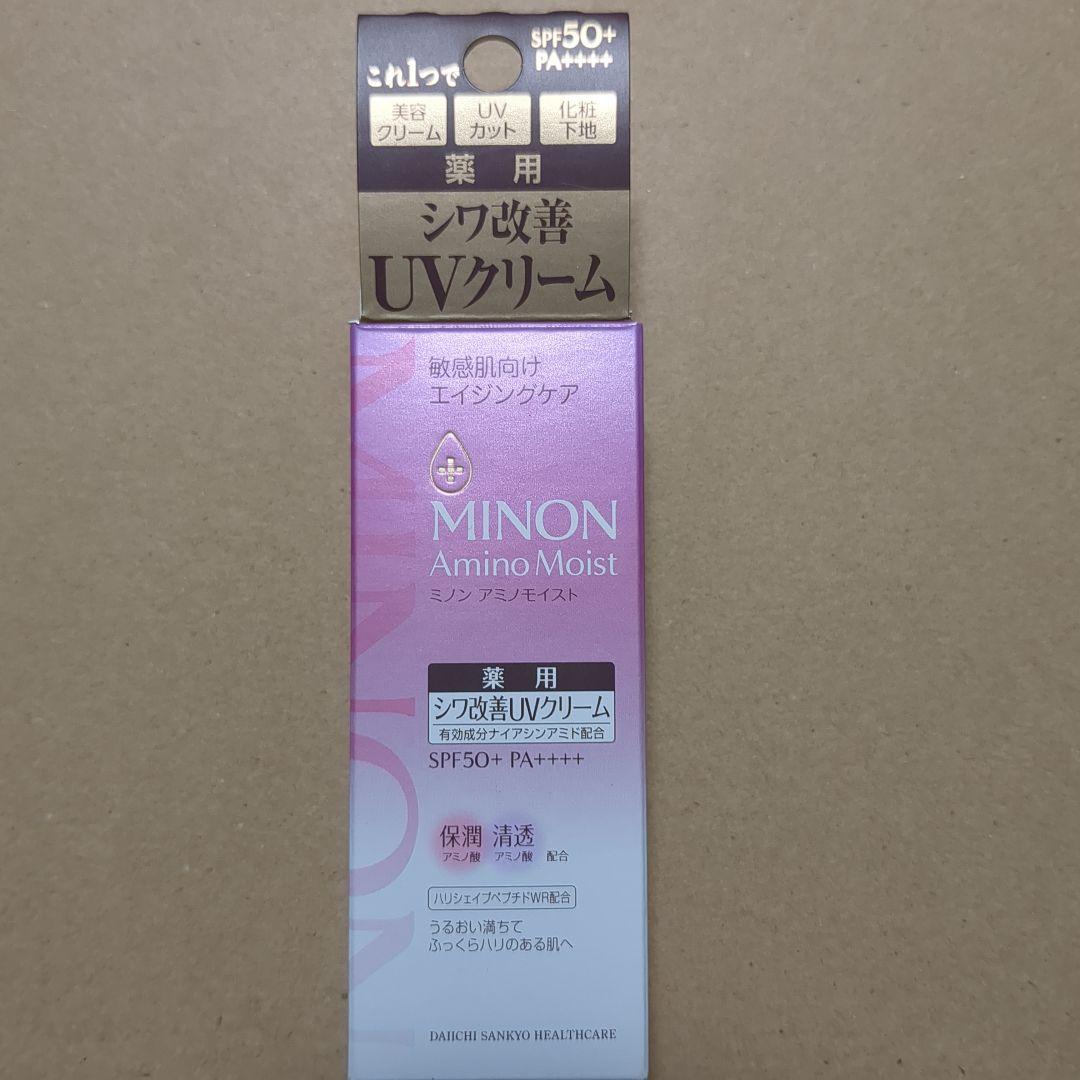 SPF50+
PA++++
これ1つで
美容
クリーム
UV
カット
化粧
下地
薬用
シワ改善
UVクリーム
敏感肌向け
エイジングケア
MINON
Amino Moist
ミノン アミノモイスト
薬用
シワ改善UVクリーム
有効成分ナイアシンアミド配合
SPF50+ PA++++
保潤 清透
アミノ酸 アミノ酸 配合
ハリシェイプペプチドWR配合
うるおい満ちて
ふっくらハリのある肌へ
DAIICHI SANKYO HEALTHCARE
MINON